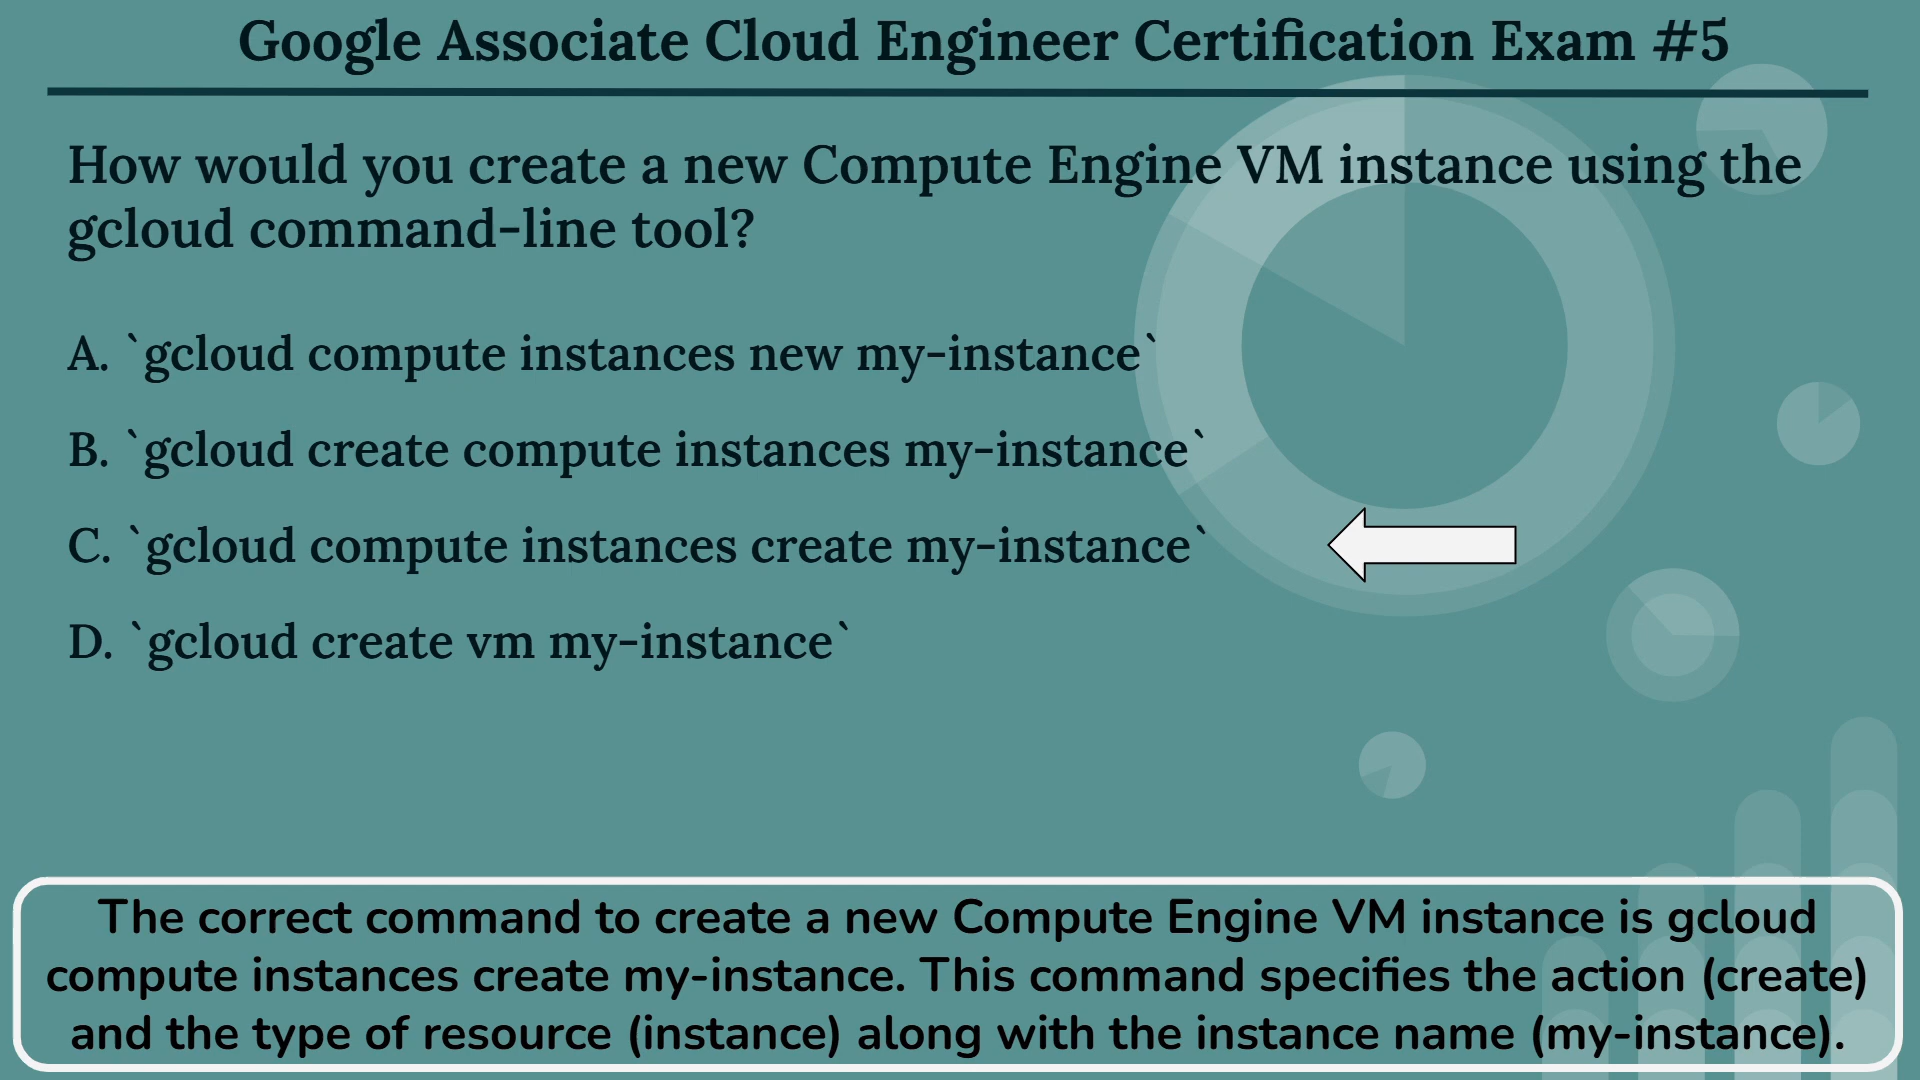 Google Associate Cloud Engineer Certification Exam #5
How would you create a new Compute Engine VM instance using the
gcloud command-line tool?
A. `gcloud compute instances new my-instance`
B. `gcloud create compute instances my-instance`
C. `gcloud compute instances create my-instance`
D. `gcloud create vm my-instance`
The correct command to create a new Compute Engine VM instance is gcloud
compute instances create my-instance. This command specifies the action (create)
and the type of resource (instance) along with the instance name (my-instance).